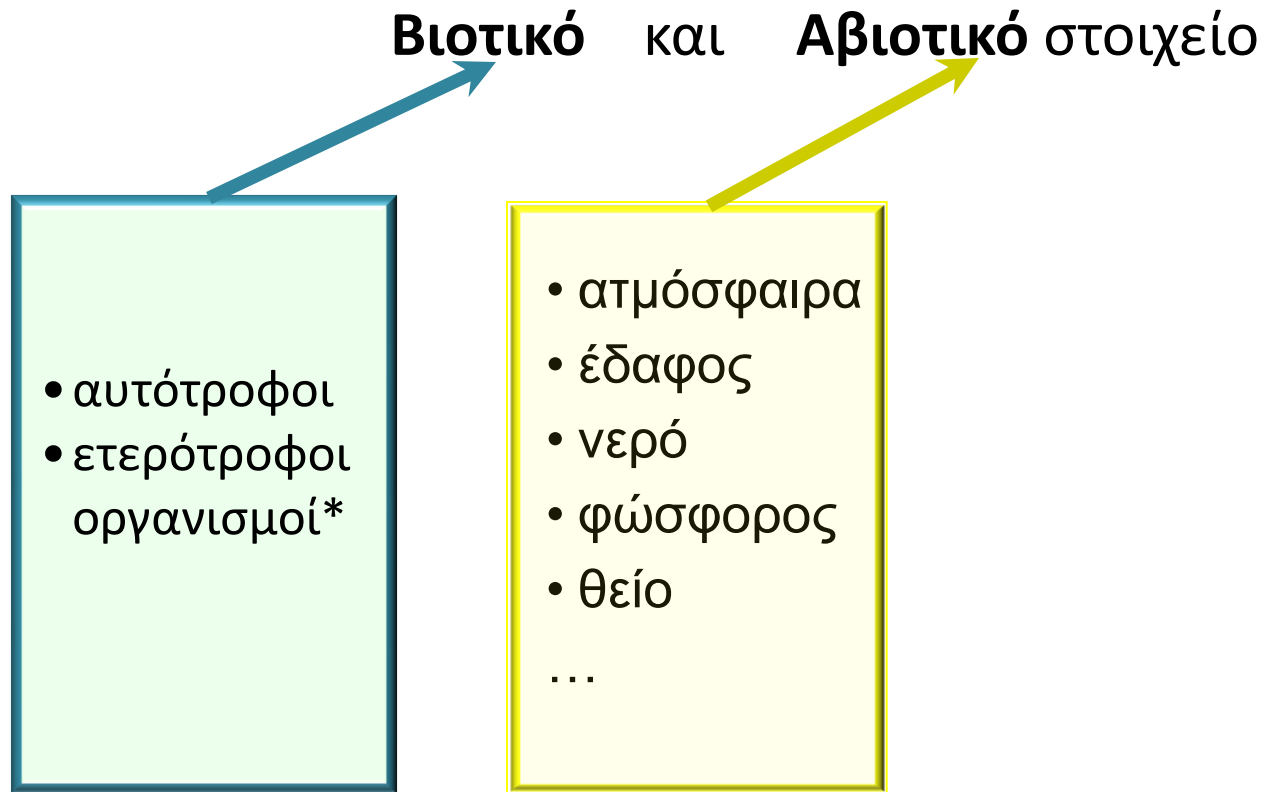 Βιοτικό και Αβιοτικό στοιχείο
• αυτότροφοι
• ετερότροφοι
οργανισμοί*
• ατμόσφαιρα
• έδαφος
• νερό
• φώσφορος
• θείο
…